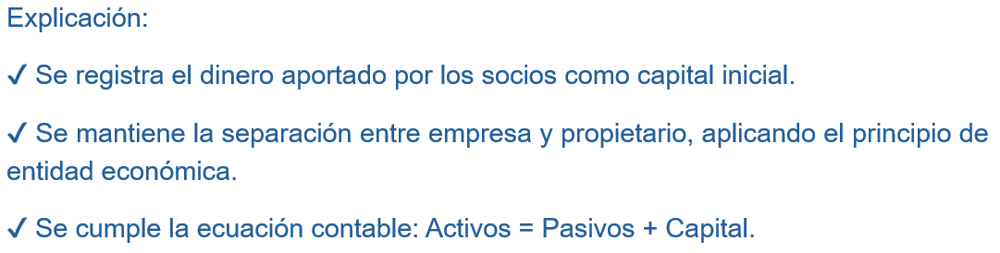 Explicación:
✓ Se registra el dinero aportado por los socios como capital inicial.
✓ Se mantiene la separación entre empresa y propietario, aplicando el principio de
entidad económica.
✓ Se cumple la ecuación contable: Activos = Pasivos + Capital.